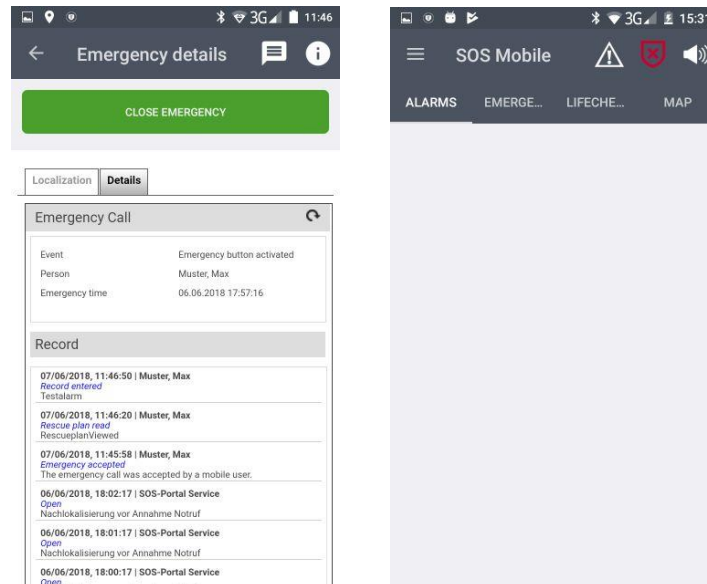 3G 11:46
Emergency details
CLOSE EMERGENCY
Localization Details
Emergency Call
Event Emergency button activated
Person Muster, Max
Emergency time 06.06.2018 17:57:16
Record
07/06/2018, 11:46:50 | Muster, Max
Record entered
Testalarm
07/06/2018, 11:46:20 | Muster, Max
Rescue plan read
RescueplanViewed
07/06/2018, 11:45:58 | Muster, Max
Emergency accepted
The emergency call was accepted by a mobile user.
06/06/2018, 18:02:17 | SOS-Portal Service
Open
Nachlokalisierung vor Annahme Notruf
06/06/2018, 18:01:17 | SOS-Portal Service
Open
Nachlokalisierung vor Annahme Notruf
06/06/2018, 18:00:17 | SOS-Portal Service
Open
3G 15:31
SOS Mobile
ALARMS EMERGE... LIFECHE... MAP